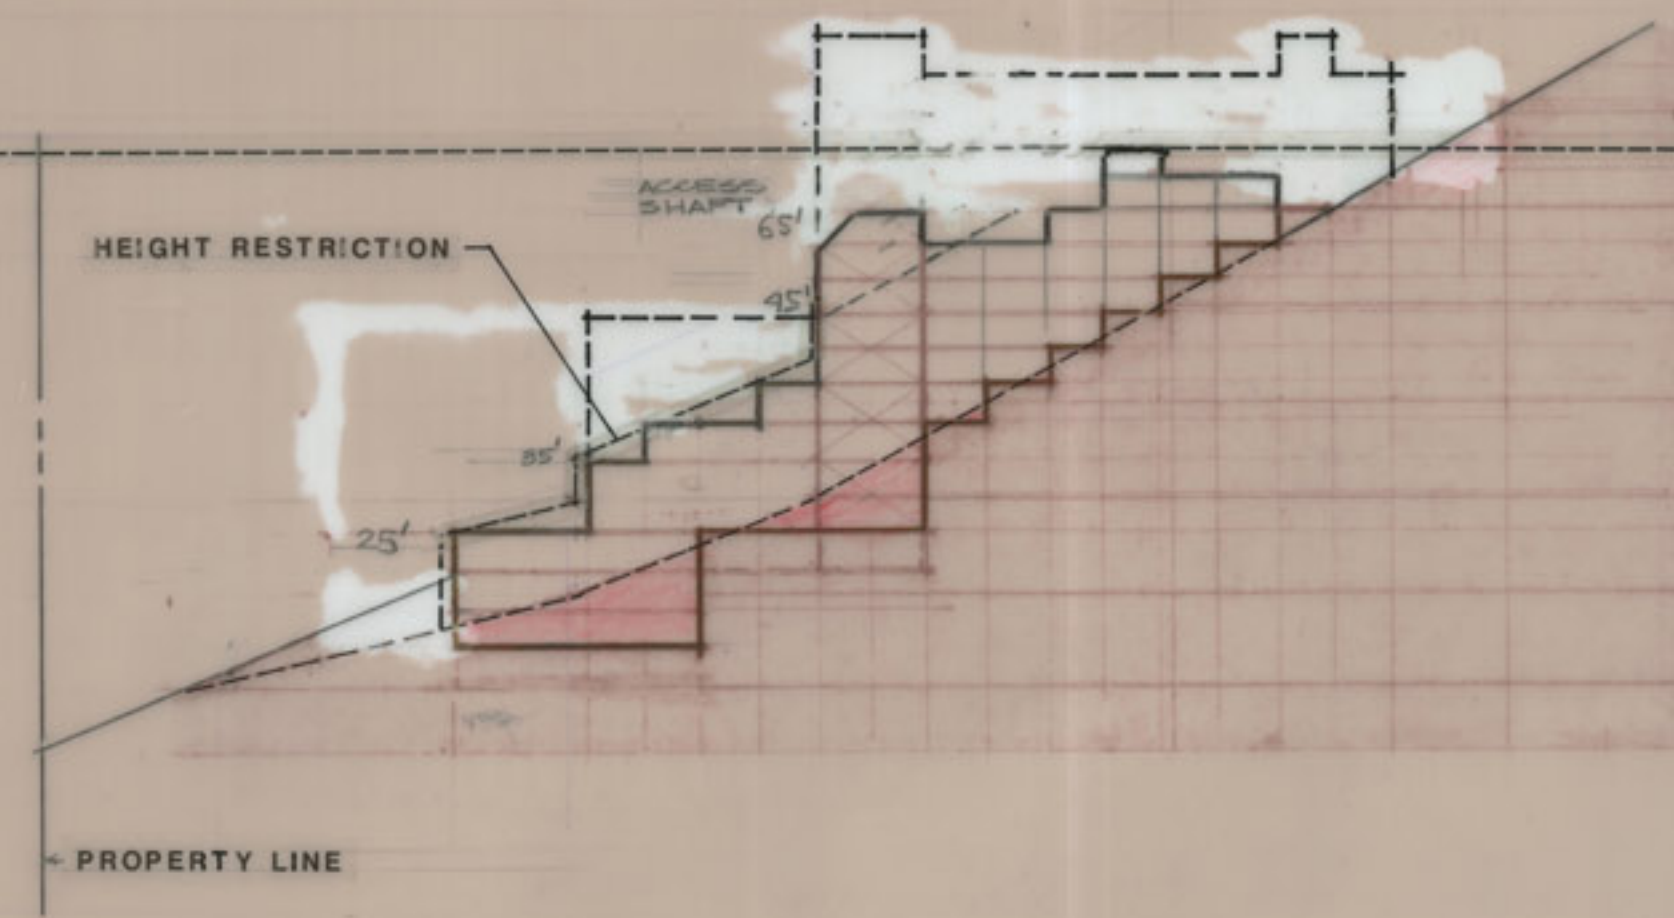 ACCESS
SHAFT
65'
HEIGHT RESTRICTION
45'
35'
25'
PROPERTY LINE